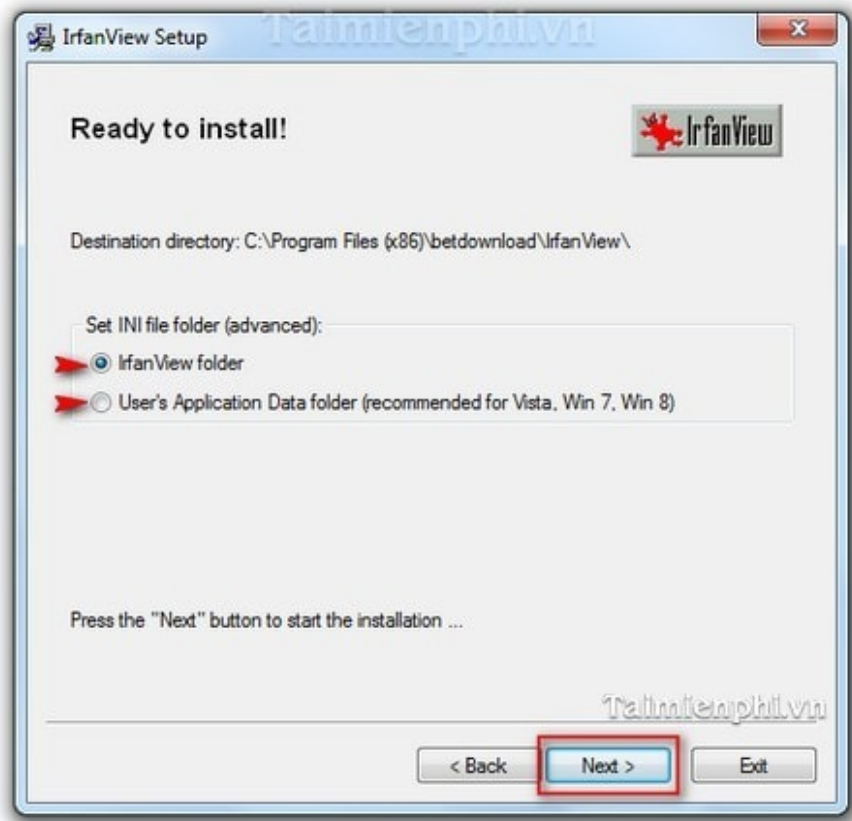 IrfanView Setup
Taimienphi.vn
Ready to install!
IrfanView
Destination directory: C:\Program Files (x86)\betdownload\IrfanView\
Set INI file folder (advanced):
IrfanView folder
User's Application Data folder (recommended for Vista, Win 7, Win 8)
Press the "Next" button to start the installation ...
Taimienphi.vn
< Back
Next >
Exit